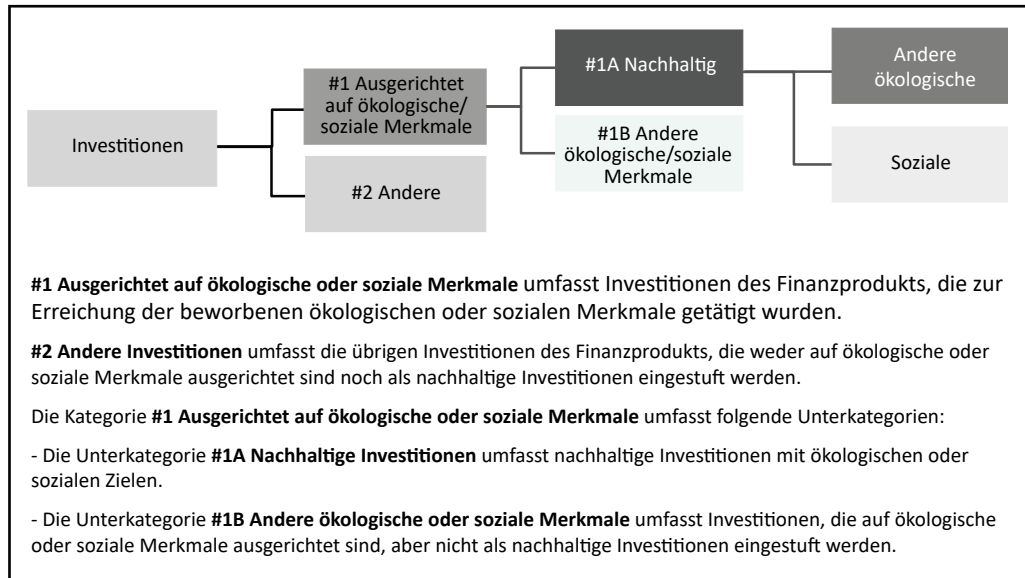 Investitionen
#1 Ausgerichtet
auf ökologische/
soziale Merkmale
#2 Andere
#1A Nachhaltig
#1B Andere
ökologische/soziale
Merkmale
Andere
ökologische
Soziale
#1 Ausgerichtet auf ökologische oder soziale Merkmale umfasst Investitionen des Finanzprodukts, die zur
Erreichung der beworbenen ökologischen oder sozialen Merkmale getätigt wurden.
#2 Andere Investitionen umfasst die übrigen Investitionen des Finanzprodukts, die weder auf ökologische oder
soziale Merkmale ausgerichtet sind noch als nachhaltige Investitionen eingestuft werden.
Die Kategorie #1 Ausgerichtet auf ökologische oder soziale Merkmale umfasst folgende Unterkategorien:
- Die Unterkategorie #1A Nachhaltige Investitionen umfasst nachhaltige Investitionen mit ökologischen oder
sozialen Zielen.
- Die Unterkategorie #1B Andere ökologische oder soziale Merkmale umfasst Investitionen, die auf ökologische
oder soziale Merkmale ausgerichtet sind, aber nicht als nachhaltige Investitionen eingestuft werden.